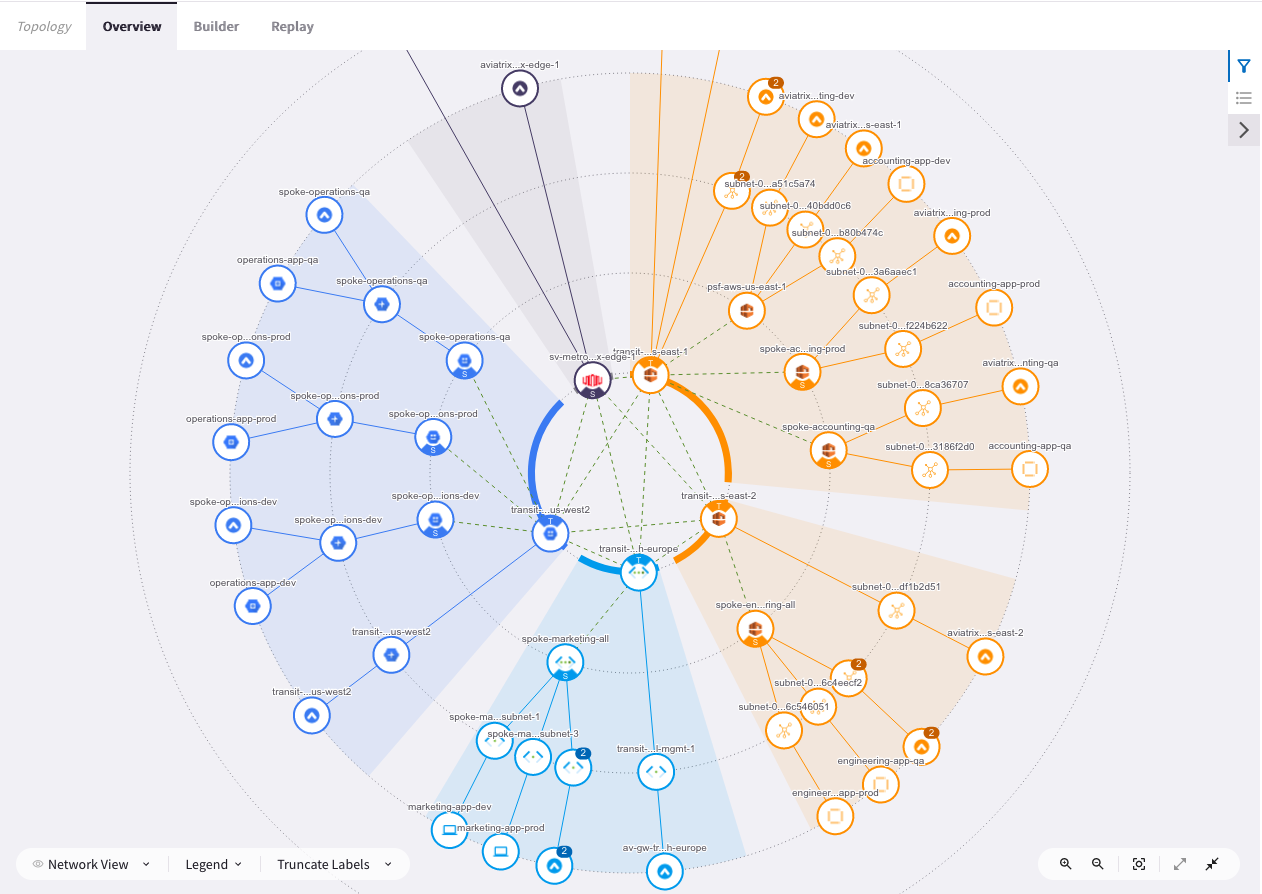 Topology
Overview
Builder
Replay
aviatrix...x-edge-1
2
aviatrix...ting-dev
aviatrix...s-east-1
accounting-app-dev
2
subnet-0...a51c5a74
spoke-operations-qa
subnet-0...40bdd0c6
aviatrix...ing-prod
subnet-0...b80b474c
operations-app-qa
subnet-0...3a6aaec1
spoke-operations-qa
psf-aws-us-east-1
accounting-app-prod
subnet-0...f224b622
spoke-op...ons-prod
spoke-operations-qa
spoke-ac...ing-prod
transit-...s-east-1
sv-metro...x-edge-1
T
aviatrix...nting-qa
S
S
S
subnet-0...8ca36707
spoke-op...ons-prod
spoke-op...ons-prod
operations-app-prod
spoke-accounting-qa
subnet-0...3186f2d0
accounting-app-qa
S
S
spoke-op...ions-dev
transit-...s-east-2
spoke-op...ions-dev
T
transit-...us-west2
spoke-op...ions-dev
T
S
transit-...h-europe
T
operations-app-dev
subnet-0...df1b2d51
spoke-en...ring-all
transit-...us-west2
aviatrix...s-east-2
spoke-marketing-all
S
2
S
subnet-0...6c4eecf2
transit-...us-west2
subnet-0...6c546051
spoke-ma...subnet-1
spoke-ma...subnet-3
2
transit-...l-mgmt-1
2
engineering-app-qa
engineer...app-prod
marketing-app-dev
marketing-app-prod
av-gw-tr...h-europe
2
Network View
Legend
Truncate Labels